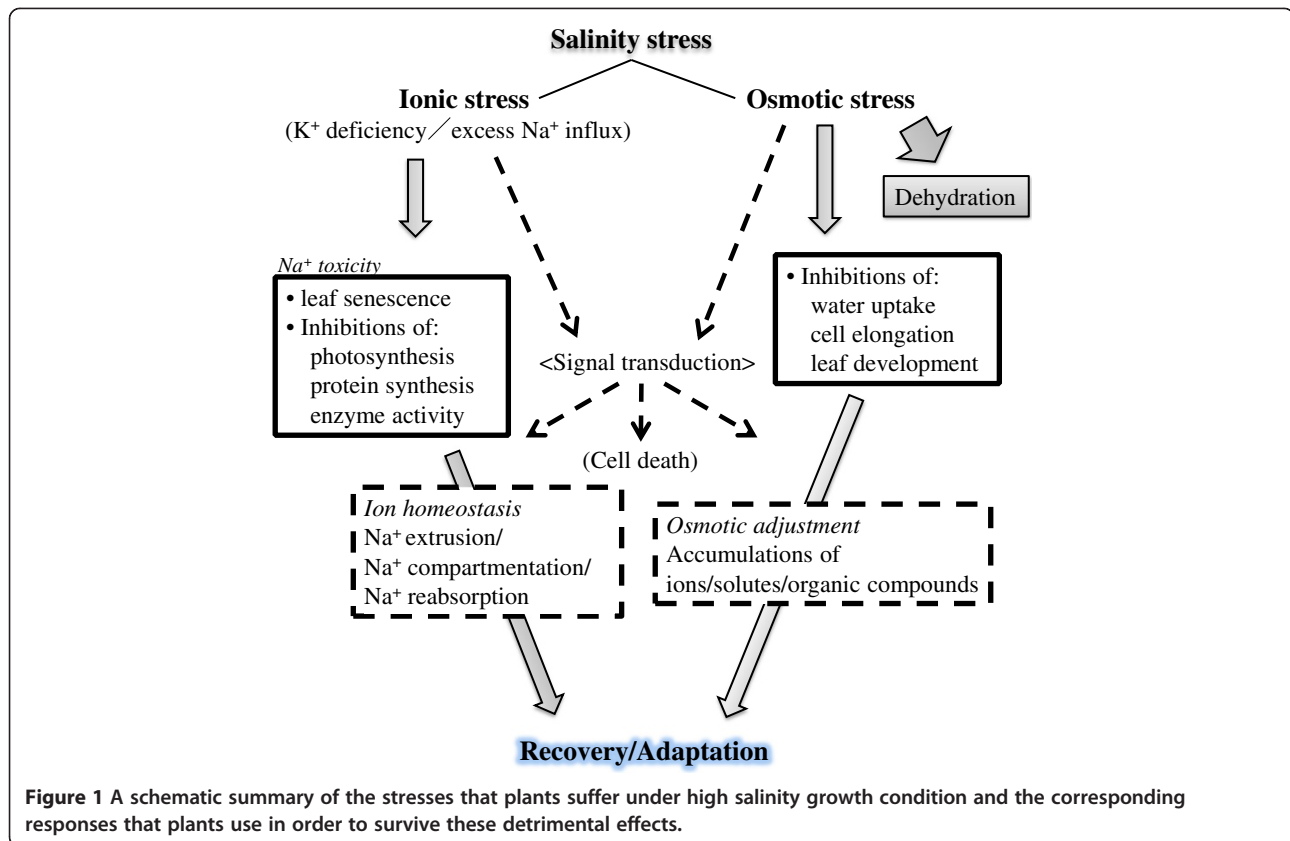 Salinity stress
Ionic stress
Osmotic stress
(K⁺ deficiency／excess Na⁺ influx)
Dehydration
Na⁺ toxicity
• leaf senescence
• Inhibitions of:
photosynthesis
protein synthesis
enzyme activity
• Inhibitions of:
water uptake
cell elongation
leaf development
<Signal transduction>
(Cell death)
Ion homeostasis
Na⁺ extrusion/
Na⁺ compartmentation/
Na⁺ reabsorption
Osmotic adjustment
Accumulations of
ions/solutes/organic compounds
Recovery/Adaptation
Figure 1 A schematic summary of the stresses that plants suffer under high salinity growth condition and the corresponding
responses that plants use in order to survive these detrimental effects.